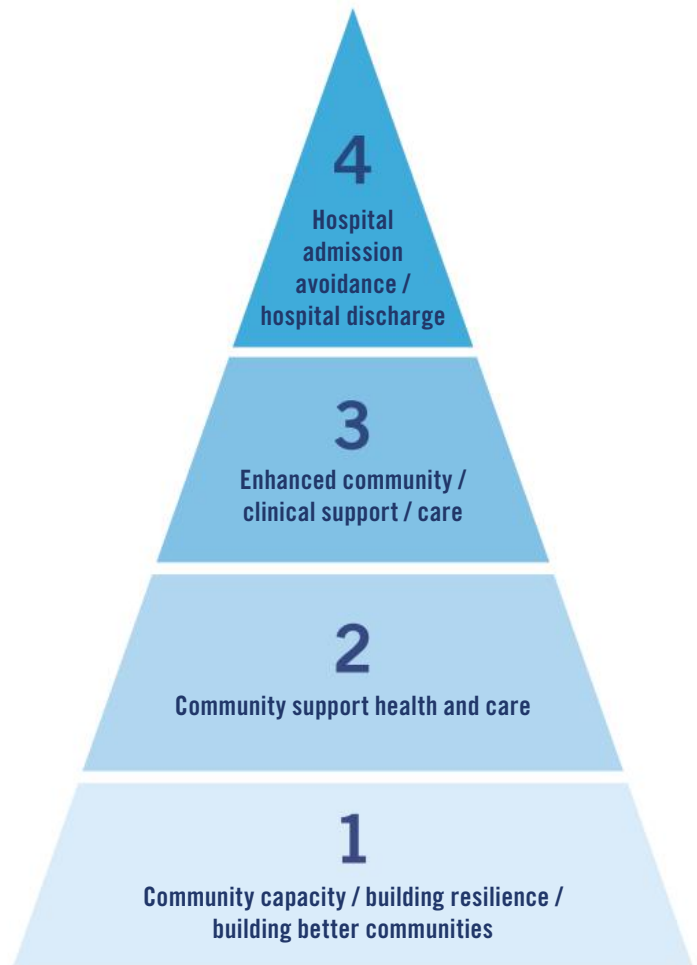 4
Hospital
admission
avoidance /
hospital discharge
3
Enhanced community /
clinical support / care
2
Community support health and care
1
Community capacity / building resilience /
building better communities